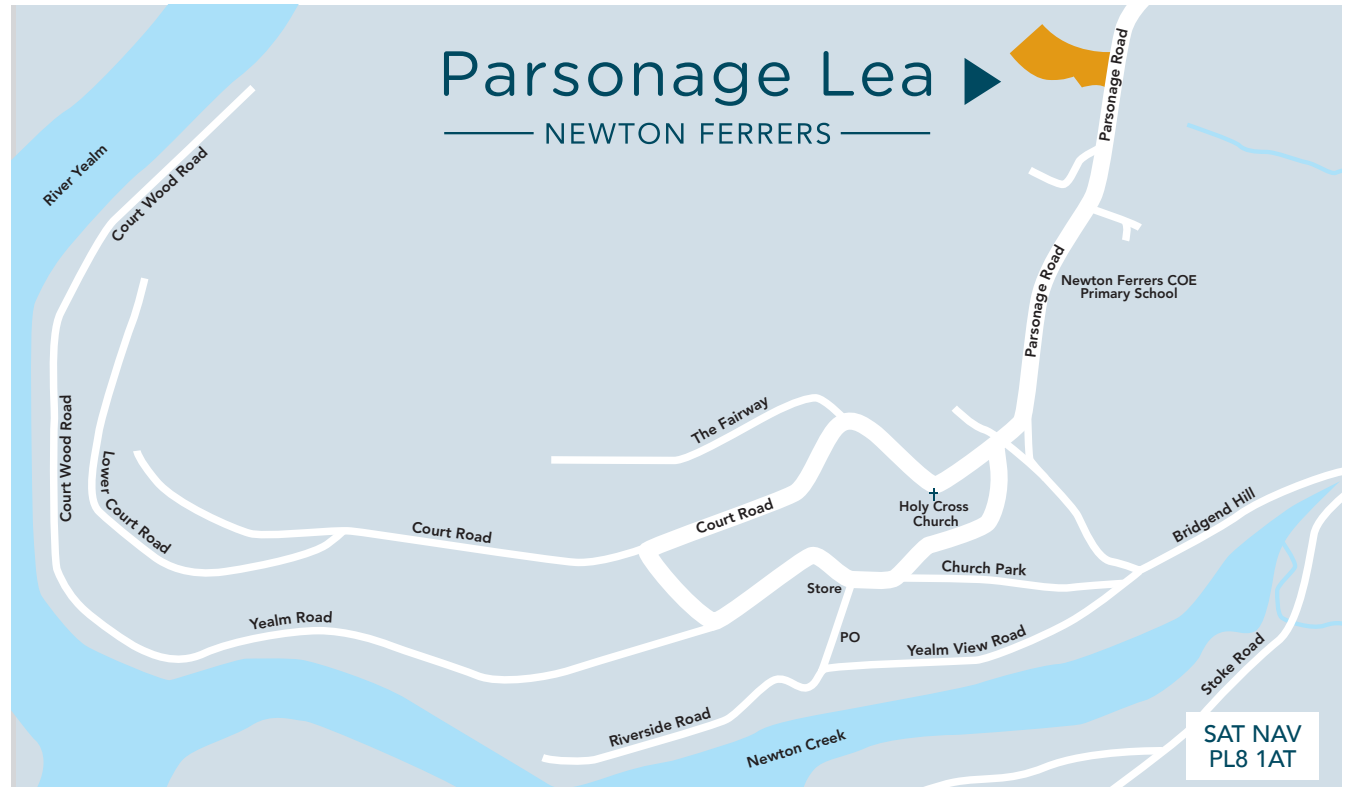 Parsonage Lea
NEWTON FERRERS
Parsonage Road
River Yealm
Court Wood Road
Parsonage Road
Newton Ferrers COE
Primary School
Court Wood Road
The Fairway
Lower Court Road
Court Road
Court Road
Holy Cross
Church
Bridgend Hill
Church Park
Store
Yealm Road
PO
Yealm View Road
Stoke Road
Riverside Road
Newton Creek
SAT NAV
PL8 1AT